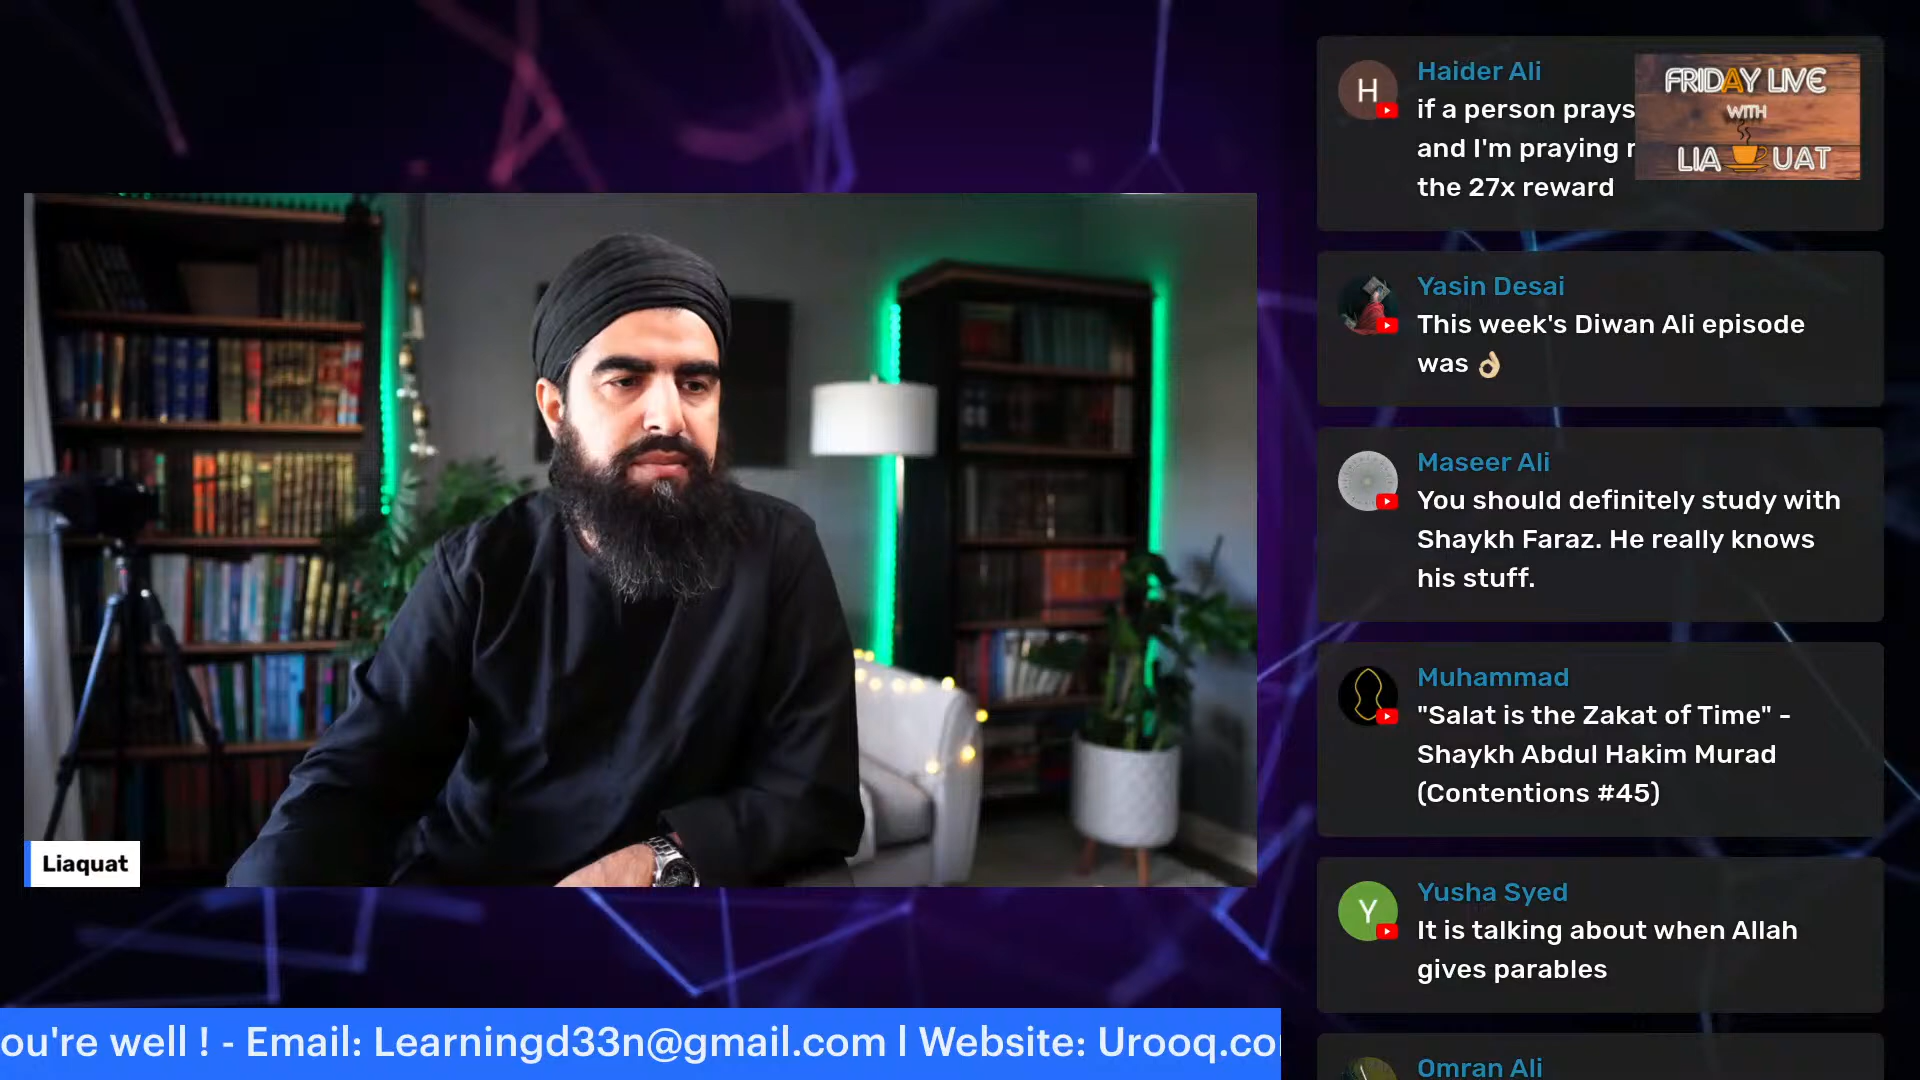 Haider Ali
if a person prays
and I'm praying
the 27x reward
FRIDAY LIVE
WITH
LIA UAT
H
Yasin Desai
This week's Diwan Ali episode
was 👌🏼
Maseer Ali
You should definitely study with
Shaykh Faraz. He really knows
his stuff.
Muhammad
"Salat is the Zakat of Time" -
Shaykh Abdul Hakim Murad
(Contentions #45)
Y
Yusha Syed
It is talking about when Allah
gives parables
Omran Ali
Liaquat
ou're well ! - Email: Learningd33n@gmail.com | Website: Urooq.co